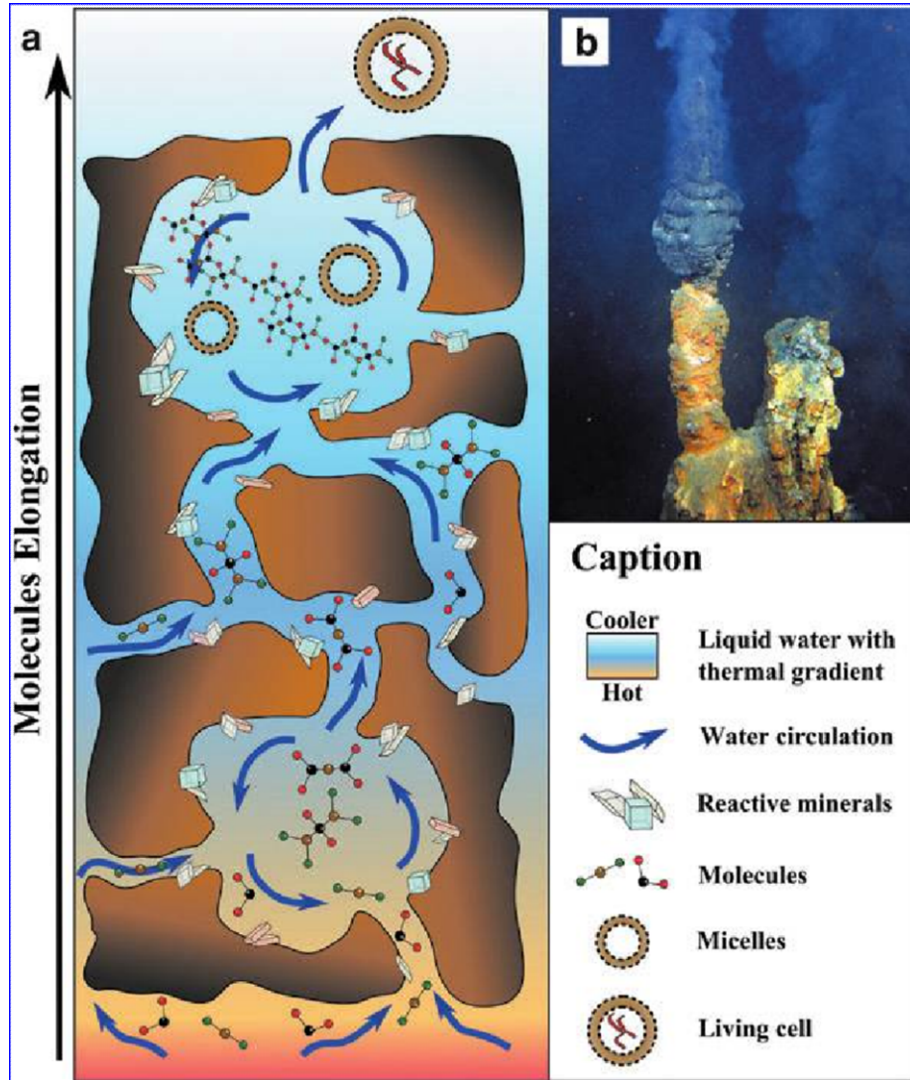 a
b
Molecules Elongation
Caption
Cooler
Hot
Liquid water with
thermal gradient
Water circulation
Reactive minerals
Molecules
Micelles
Living cell